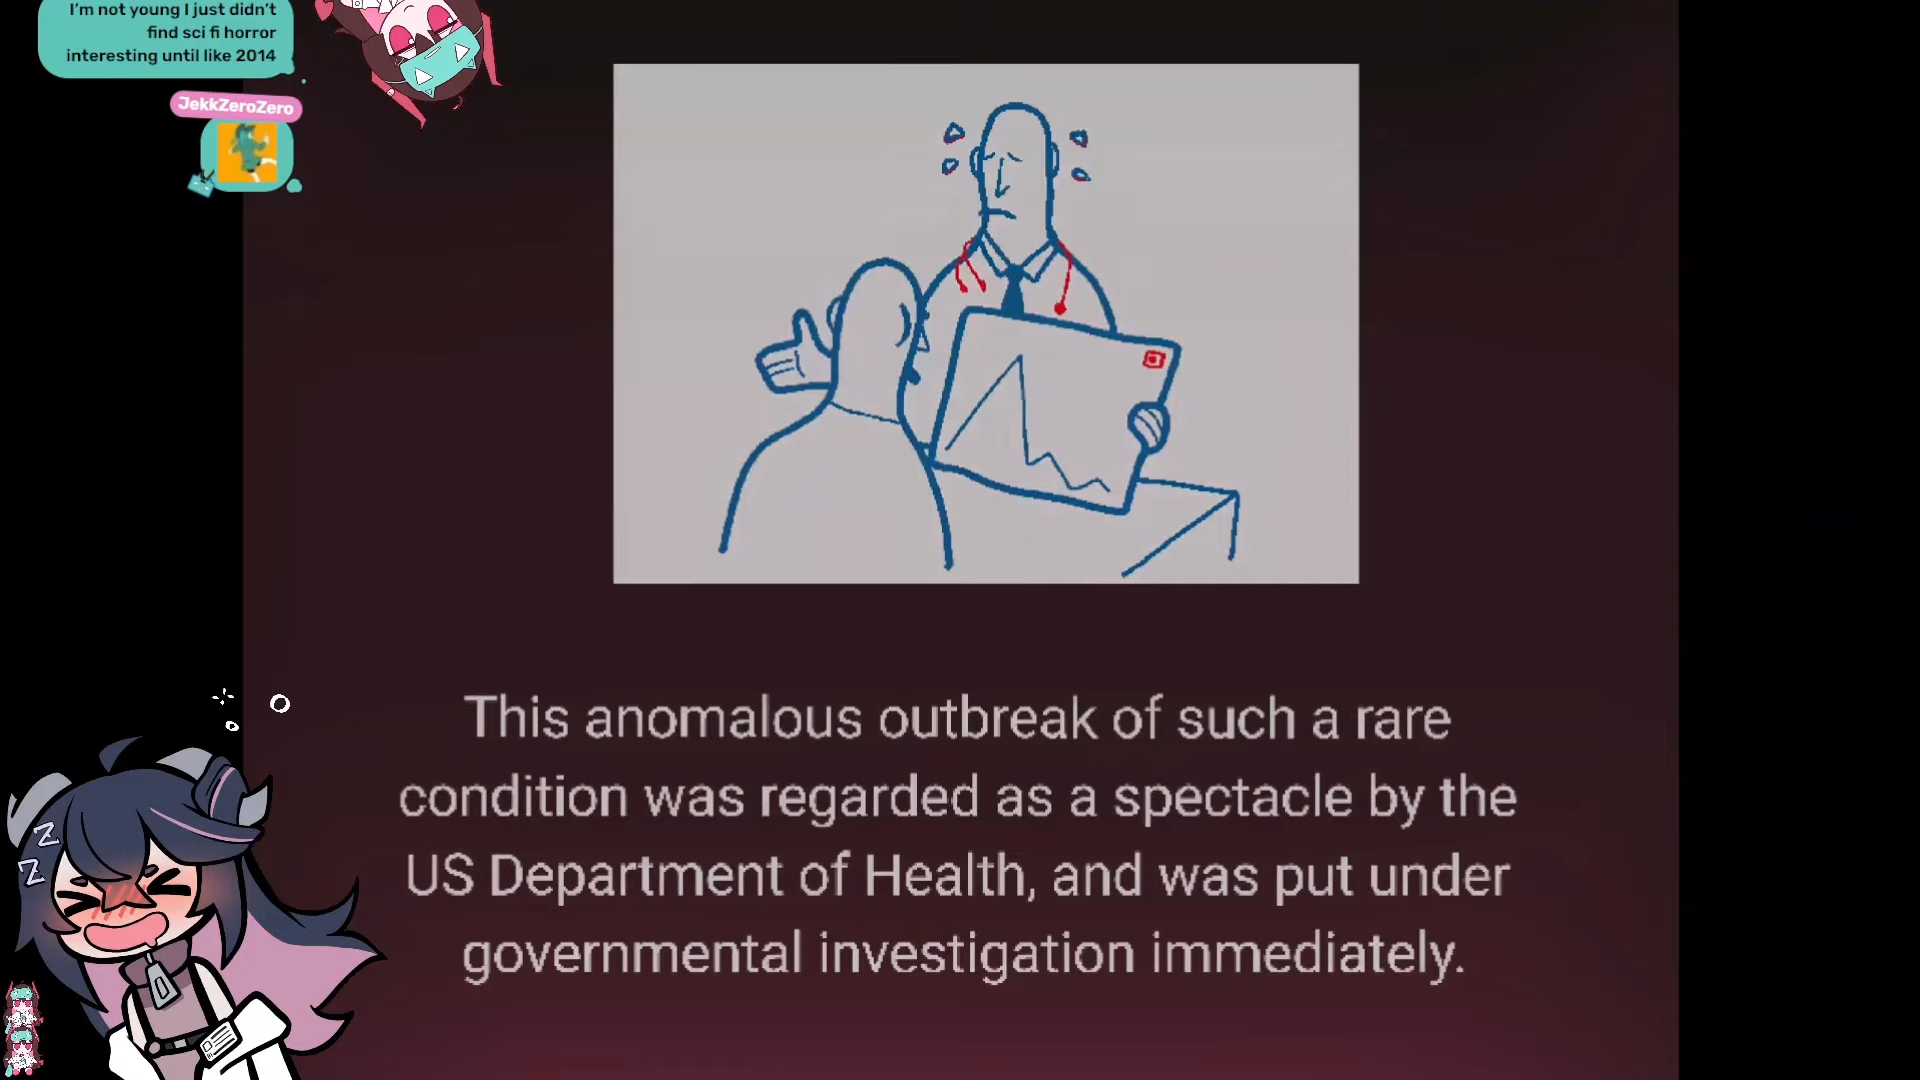 I'm not young I just didn't
find sci fi horror
interesting until like 2014
JekkZeroZero
This anomalous outbreak of such a rare
condition was regarded as a spectacle by the
US Department of Health, and was put under
governmental investigation immediately.
Z
Z